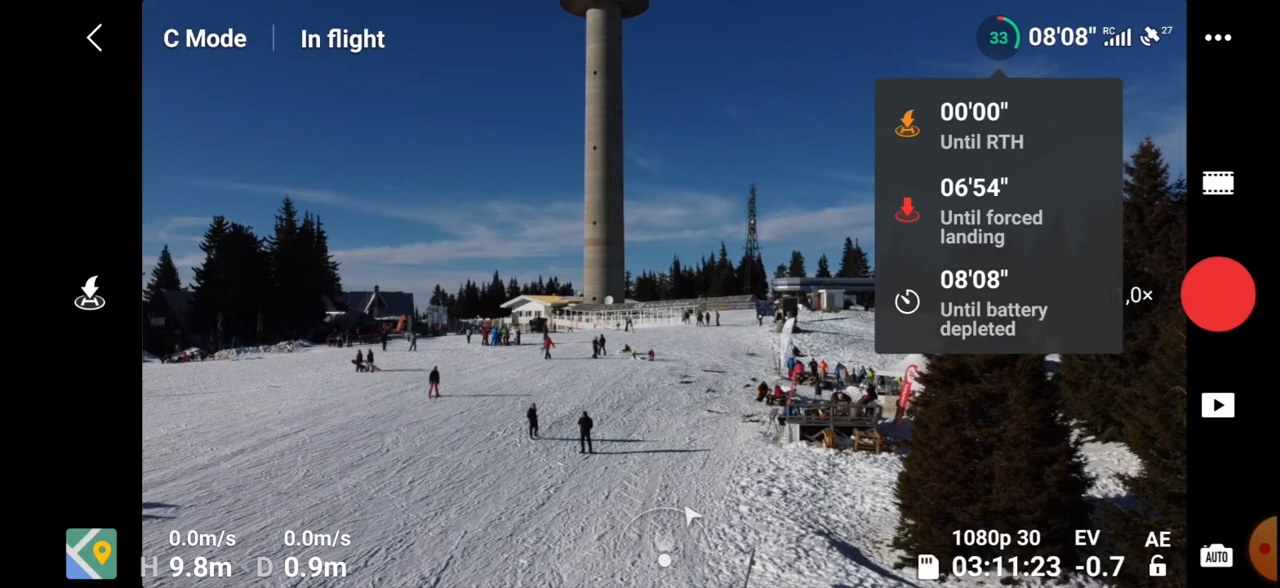 C Mode
In flight
33
08'08"
RC
27
00'00"
Until RTH
06'54"
Until forced
landing
08'08"
Until battery
depleted
,0×
0.0m/s
0.0m/s
H 9.8m
D 0.9m
1080p 30
EV
AE
03:11:23
-0.7
AUTO